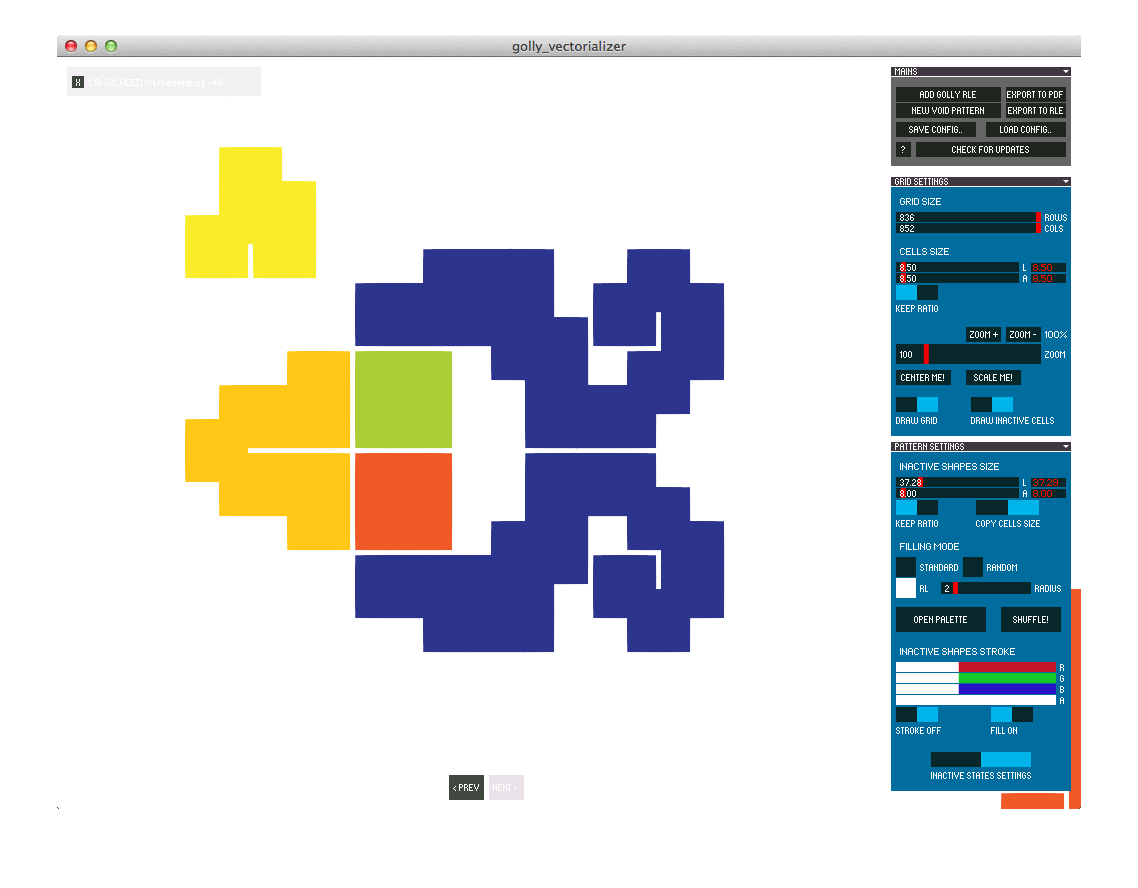 golly_vectorializer
X CA: (SCALED X4) heisenburp-46
MAINS
ADD GOLLY RLE EXPORT TO PDF
NEW VOID PATTERN EXPORT TO RLE
SAVE CONFIG.. LOAD CONFIG..
? CHECK FOR UPDATES
GRID SETTINGS
GRID SIZE
836 ROWS
852 COLS
CELLS SIZE
8.50 L 8.50
8.50 A 8.50
KEEP RATIO
ZOOM + ZOOM - 100%
100 ZOOM
CENTER ME! SCALE ME!
DRAW GRID DRAW INACTIVE CELLS
PATTERN SETTINGS
INACTIVE SHAPES SIZE
37.28 L 37.29
8.00 A 8.00
KEEP RATIO COPY CELLS SIZE
FILLING MODE
STANDARD RANDOM
RL 2 RADIUS
OPEN PALETTE SHUFFLE!
INACTIVE SHAPES STROKE
R
G
B
A
STROKE OFF FILL ON
INACTIVE STATES SETTINGS
< PREV NEXT >